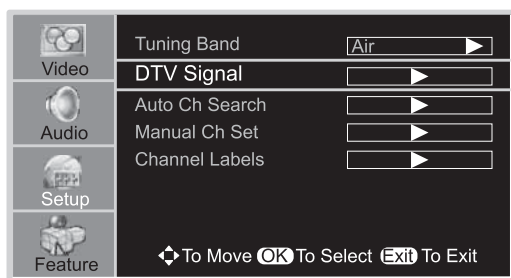 Video
Audio
Setup
Feature
Tuning Band Air
DTV Signal
Auto Ch Search
Manual Ch Set
Channel Labels
To Move OK To Select Exit To Exit